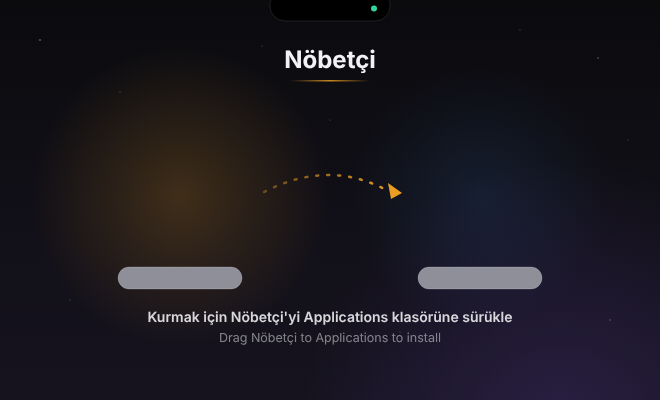 Nöbetçi
Kurmak için Nöbetçi'yi Applications klasörüne sürükle
Drag Nöbetçi to Applications to install